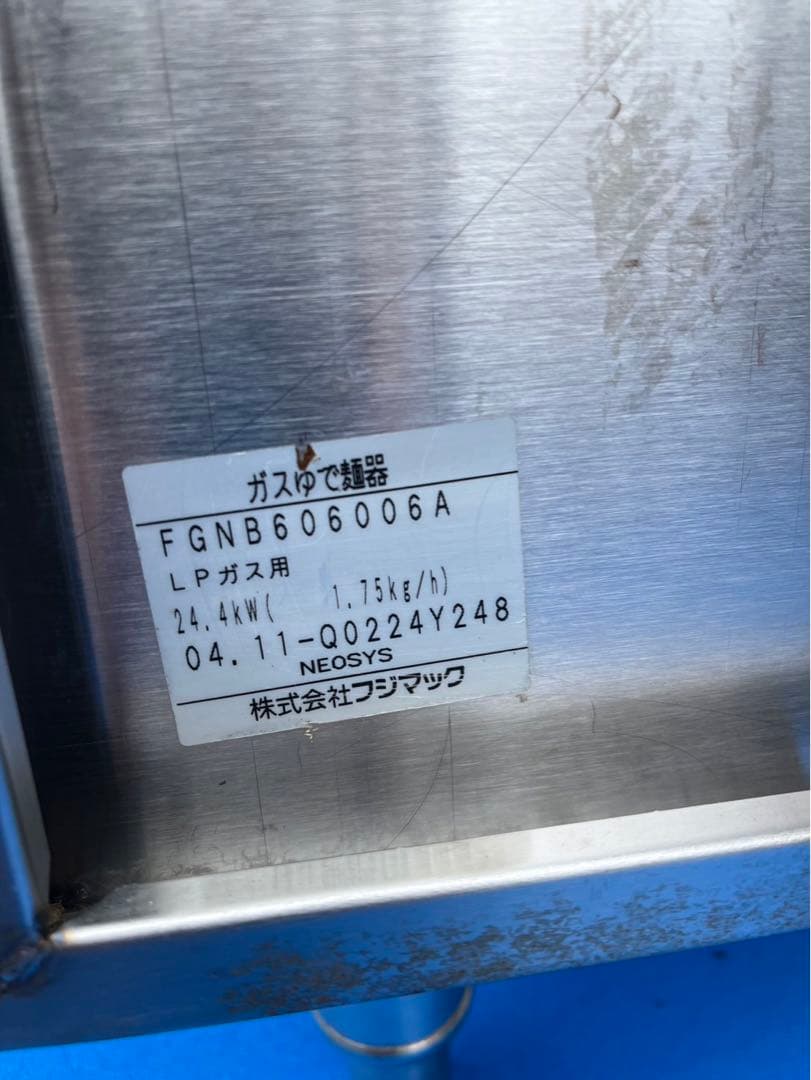 ガスゆで麺器
FGNB606006A
LPガス用
24.4kW( 1.75kg/h)
04.11-Q0224Y248
NEOSYS
株式会社フジマック